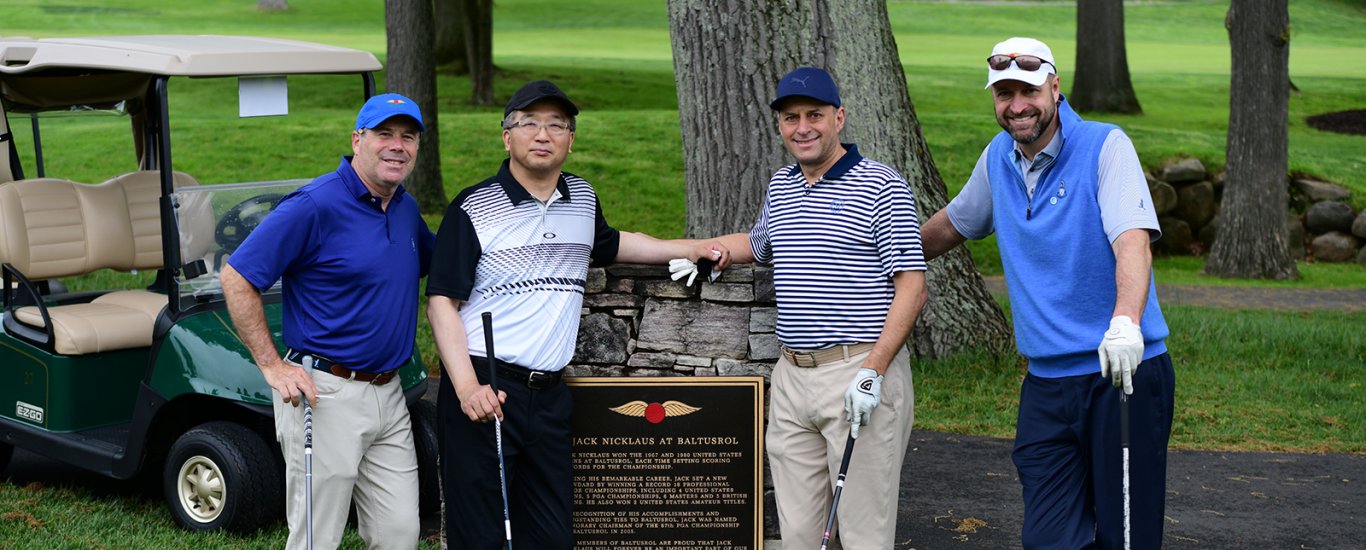 JACK NICKLAUS AT BALTUSROL
NICKLAUS WON THE 1967 AND 1980 UNITED
AT BALTUSROL, EACH TIME SETTING SCORING
FOR THE CHAMPIONSHIP.
HIS REMARKABLE CAREER, JACK SET A NEW
BY WINNING A RECORD 18 PROFESSIONAL
INCLUDING 4 UNITED STATES
5 PGA CHAMPIONSHIPS, 6 MASTERS AND 3 BRITISH
HE ALSO WON 2 UNITED STATES AMATEUR TITLES.
RECOGNITION OF HIS ACCOMPLISHMENTS AND
TIES TO BALTUSROL, JACK WAS NAMED
CHAIRMAN OF THE 87TH PGA CHAMPIONSHIP
BALTUSROL IN 2005.
MEMBERS OF BALTUSROL ARE PROUD THAT JACK
WILL FOREVER BE AN IMPORTANT PART OF OUR
27
E-Z-GO